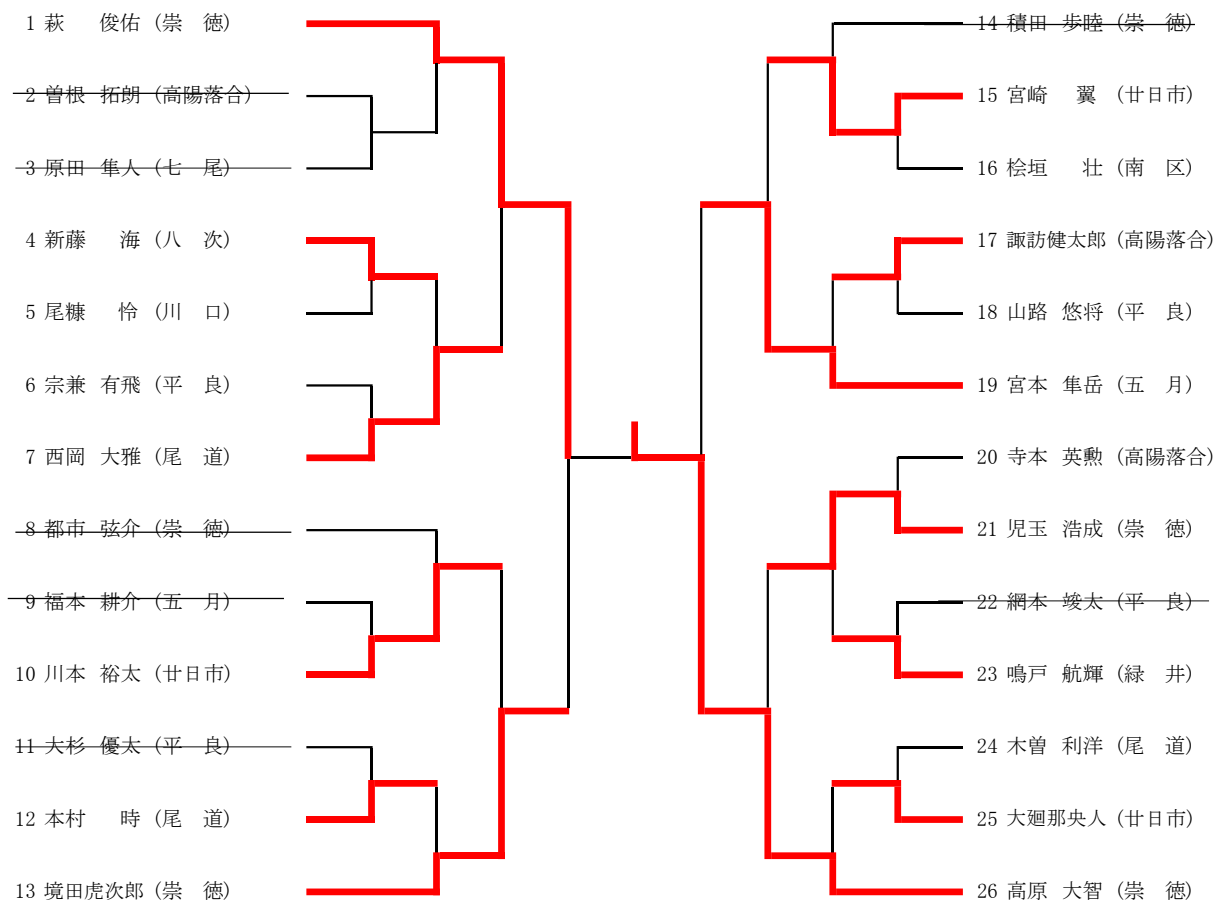 1 萩 俊佑 (崇 徳)
2 曽根 拓朗 (高陽落合)
3 原田 隼人 (七 尾)
4 新藤 海 (八 次)
5 尾糠 怜 (川 口)
6 宗兼 有飛 (平 良)
7 西岡 大雅 (尾 道)
8 都市 弦介 (崇 徳)
9 福本 耕介 (五 月)
10 川本 裕太 (廿日市)
11 大杉 優太 (平 良)
12 本村 時 (尾 道)
13 境田虎次郎 (崇 徳)
14 積田 歩睦 (崇 徳)
15 宮崎 翼 (廿日市)
16 桧垣 壮 (南 区)
17 諏訪健太郎 (高陽落合)
18 山路 悠将 (平 良)
19 宮本 隼岳 (五 月)
20 寺本 英勲 (高陽落合)
21 児玉 浩成 (崇 徳)
22 網本 竣太 (平 良)
23 鳴戸 航輝 (緑 井)
24 木曽 利洋 (尾 道)
25 大廻那央人 (廿日市)
26 高原 大智 (崇 徳)